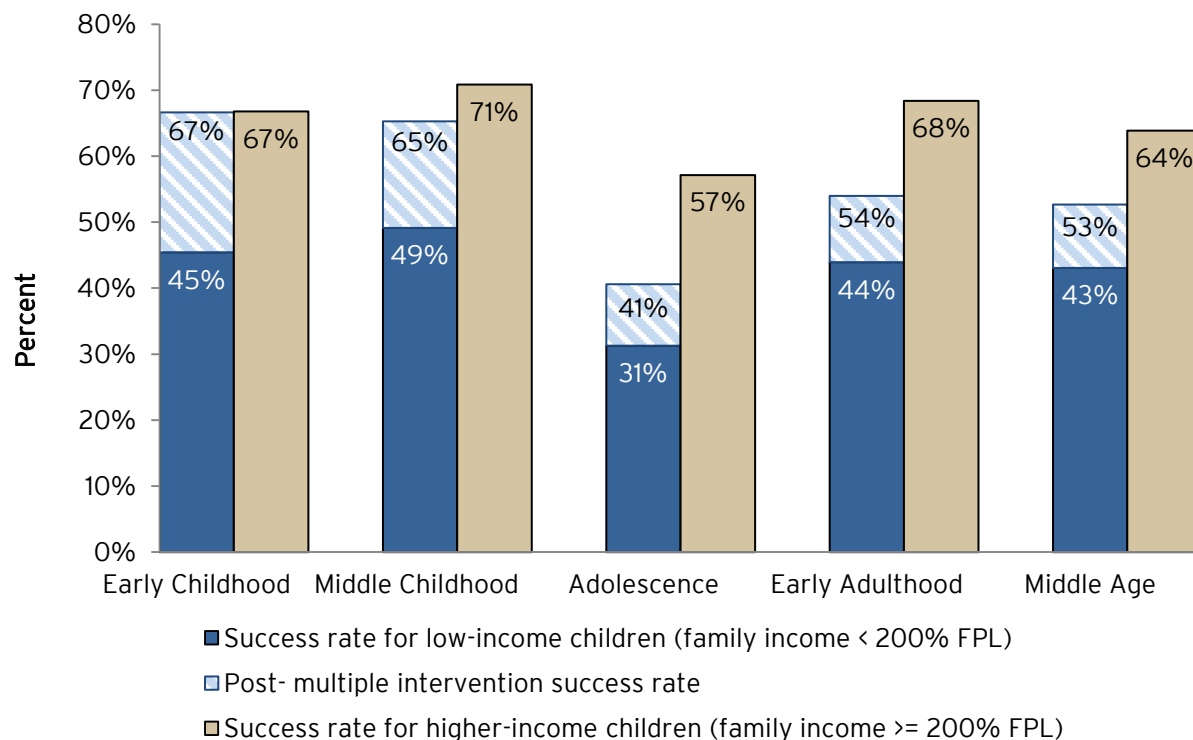 80%
70%
60%
50%
40%
30%
20%
10%
0%
Percent
67%
67%
45%
65%
71%
49%
41%
57%
31%
54%
68%
44%
53%
64%
43%
Early Childhood
Middle Childhood
Adolescence
Early Adulthood
Middle Age
Success rate for low-income children (family income < 200% FPL)
Post- multiple intervention success rate
Success rate for higher-income children (family income >= 200% FPL)